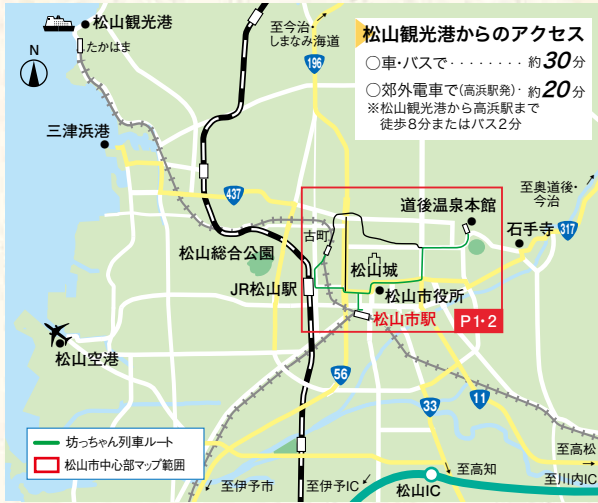 松山観光港
たかはま
N
至今治・
しまなみ海道
196
松山観光港からのアクセス
○車・バスで・・・・・・・・約30分
○郊外電車で(高浜駅発)・約20分
※松山観光港から高浜駅まで
徒歩8分またはバス2分
三津浜港
437
至奥道後・
今治
道後温泉本館
石手寺
317
古町
松山総合公園
松山城
JR松山駅
松山市役所
松山市駅
P1・2
松山空港
56
33
11
坊っちゃん列車ルート
松山市中心部マップ範囲
至高松
至高知
至川内IC
至伊予市
至伊予IC
松山IC